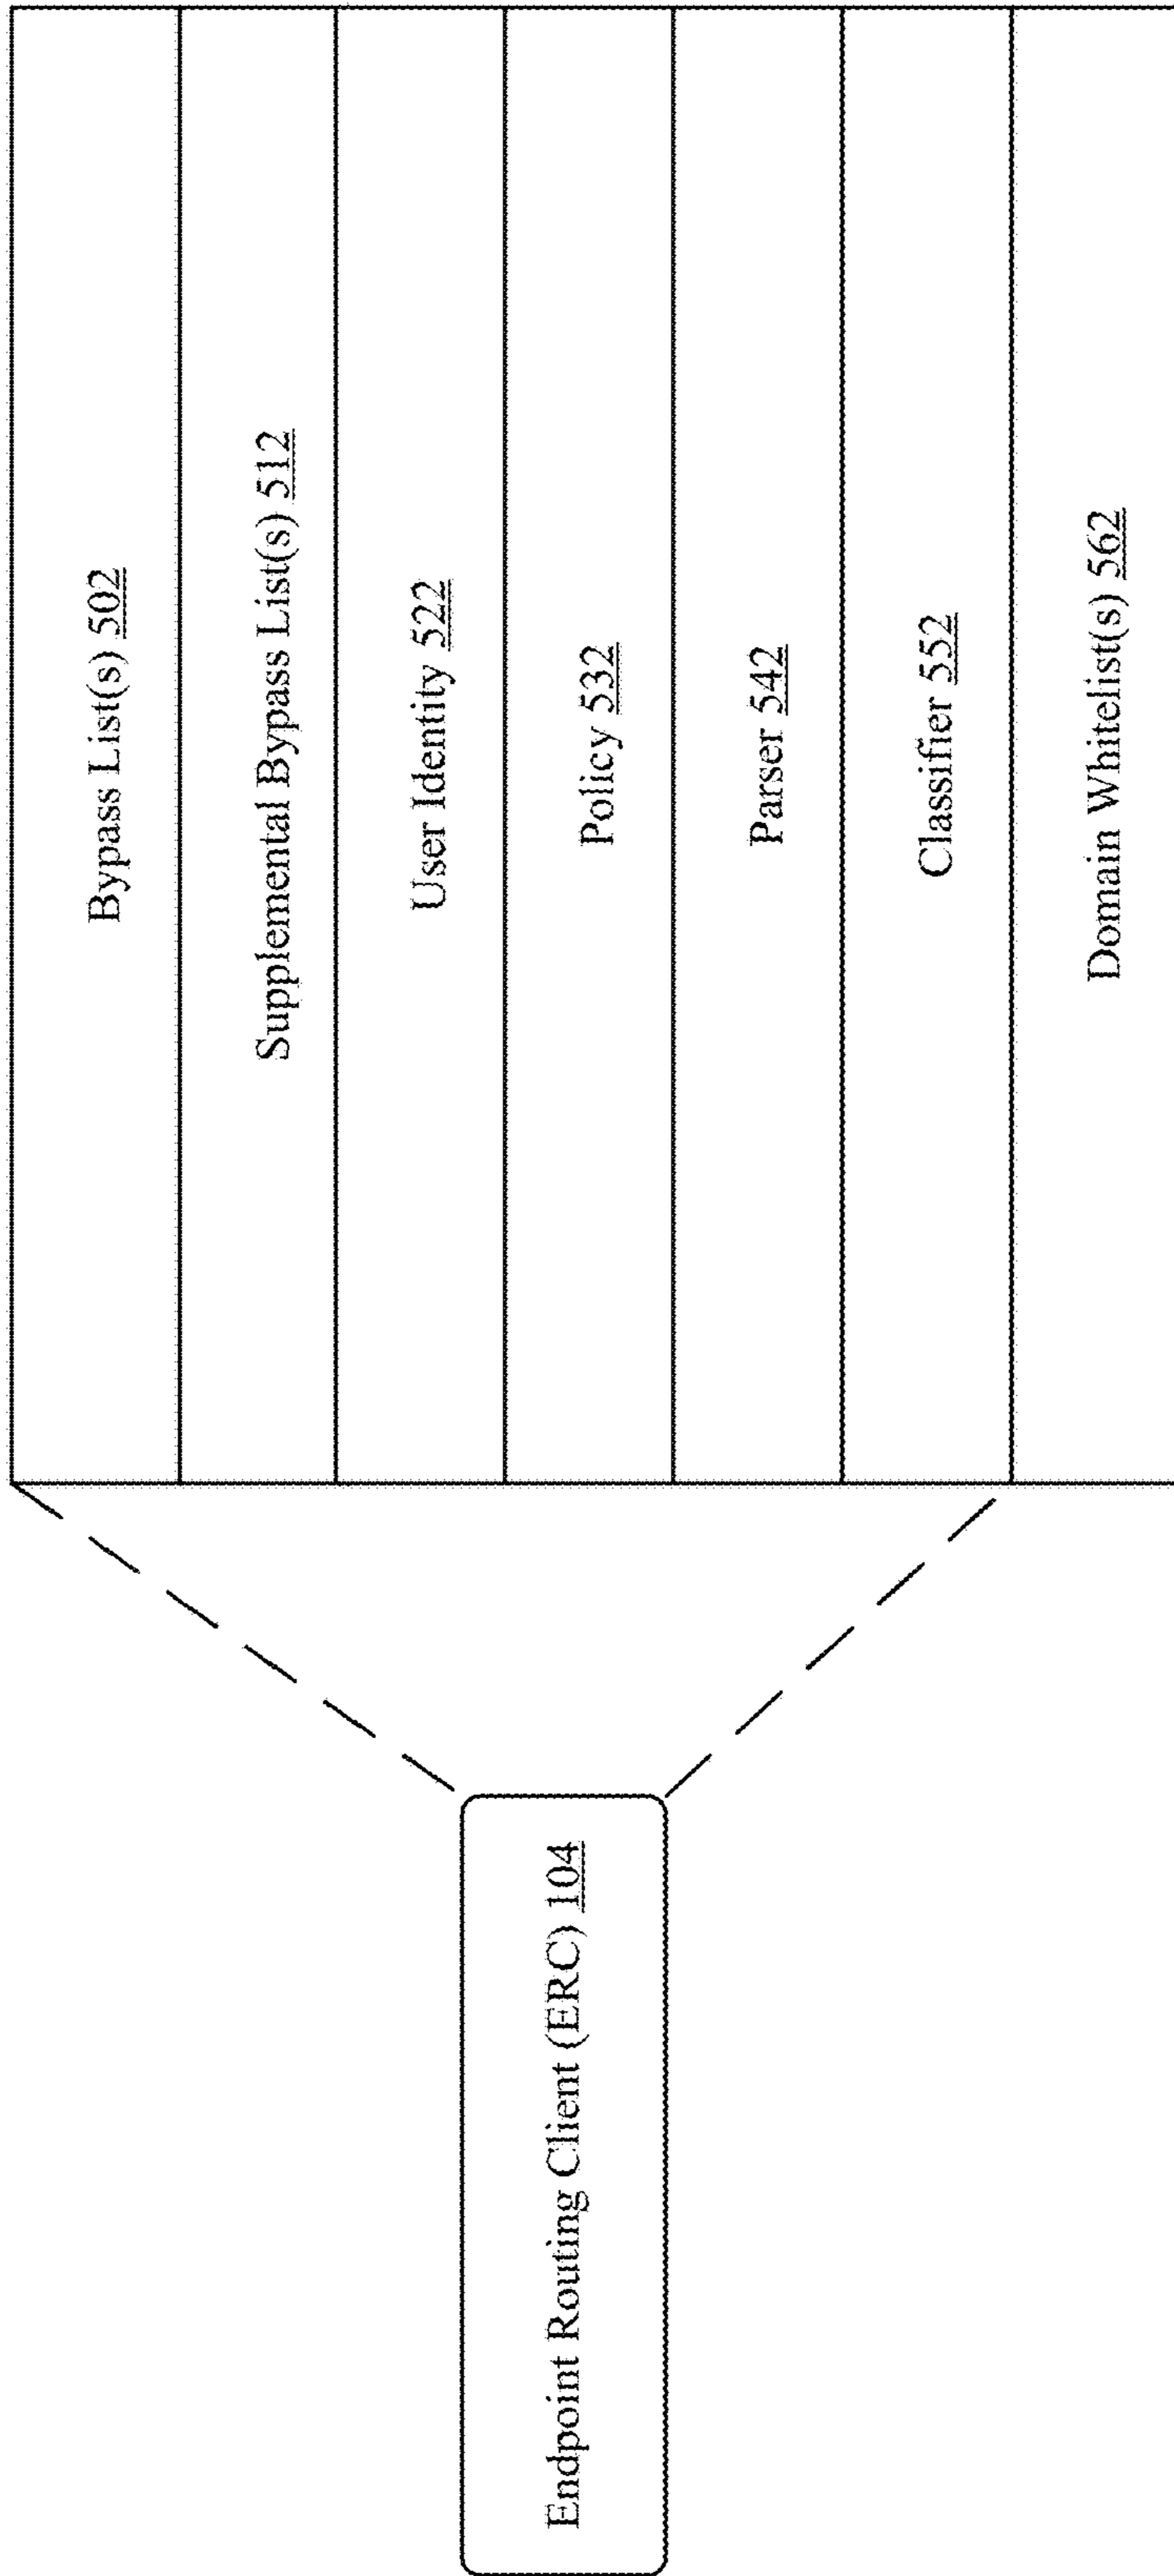 Endpoint Routing Client (ERC) 104
Bypass List(s) 502
Supplemental Bypass List(s) 512
User Identity 522
Policy 532
Parser 542
Classifier 552
Domain Whitelist(s) 562